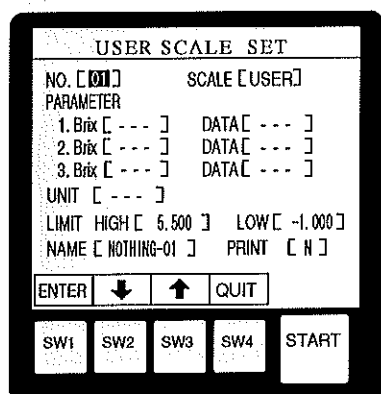 USER SCALE SET
NO. [01] SCALE [USER]
PARAMETER
1. Brix [ --- ] DATA [ --- ]
2. Brix [ --- ] DATA [ --- ]
3. Brix [ --- ] DATA [ --- ]
UNIT [ --- ]
LIMIT HIGH [ 5.500 ] LOW [ -1.000 ]
NAME [ NOTHING-01 ] PRINT [ N ]
ENTER ↓ ↑ QUIT
SW1 SW2 SW3 SW4 START